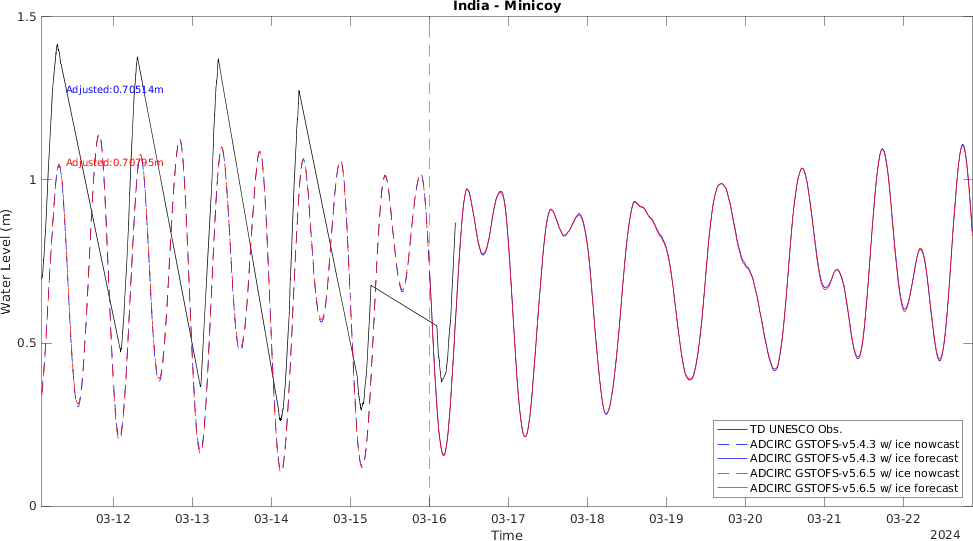 India - Minicoy
1.5
Adjusted:0.70514m
Adjusted:0.70795m
1
Water Level (m)
0.5
0
TD UNESCO Obs.
ADCIRC GSTOFS-v5.4.3 w/ ice nowcast
ADCIRC GSTOFS-v5.4.3 w/ ice forecast
ADCIRC GSTOFS-v5.6.5 w/ ice nowcast
ADCIRC GSTOFS-v5.6.5 w/ ice forecast
03-12 03-13 03-14 03-15 03-16 03-17 03-18 03-19 03-20 03-21 03-22
Time
2024